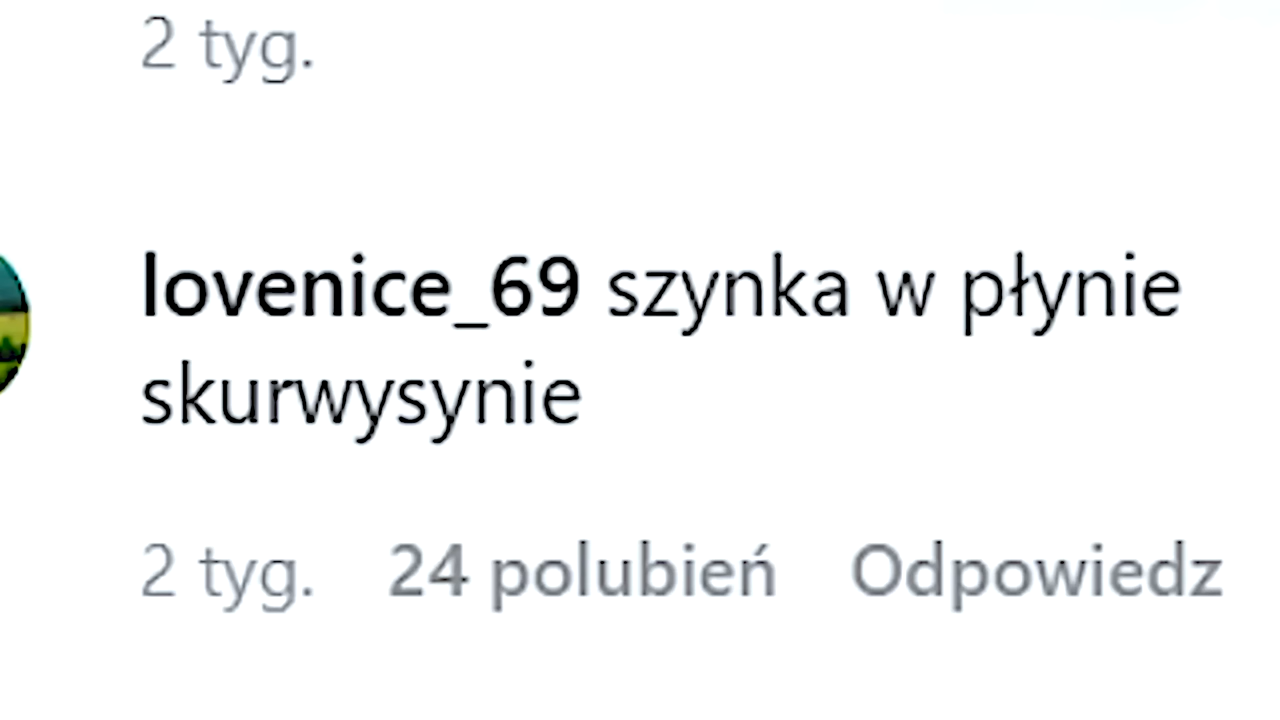 2 tyg.
lovenice_69 szynka w płynie
skurwysynie
2 tyg. 24 polubień Odpowiedz